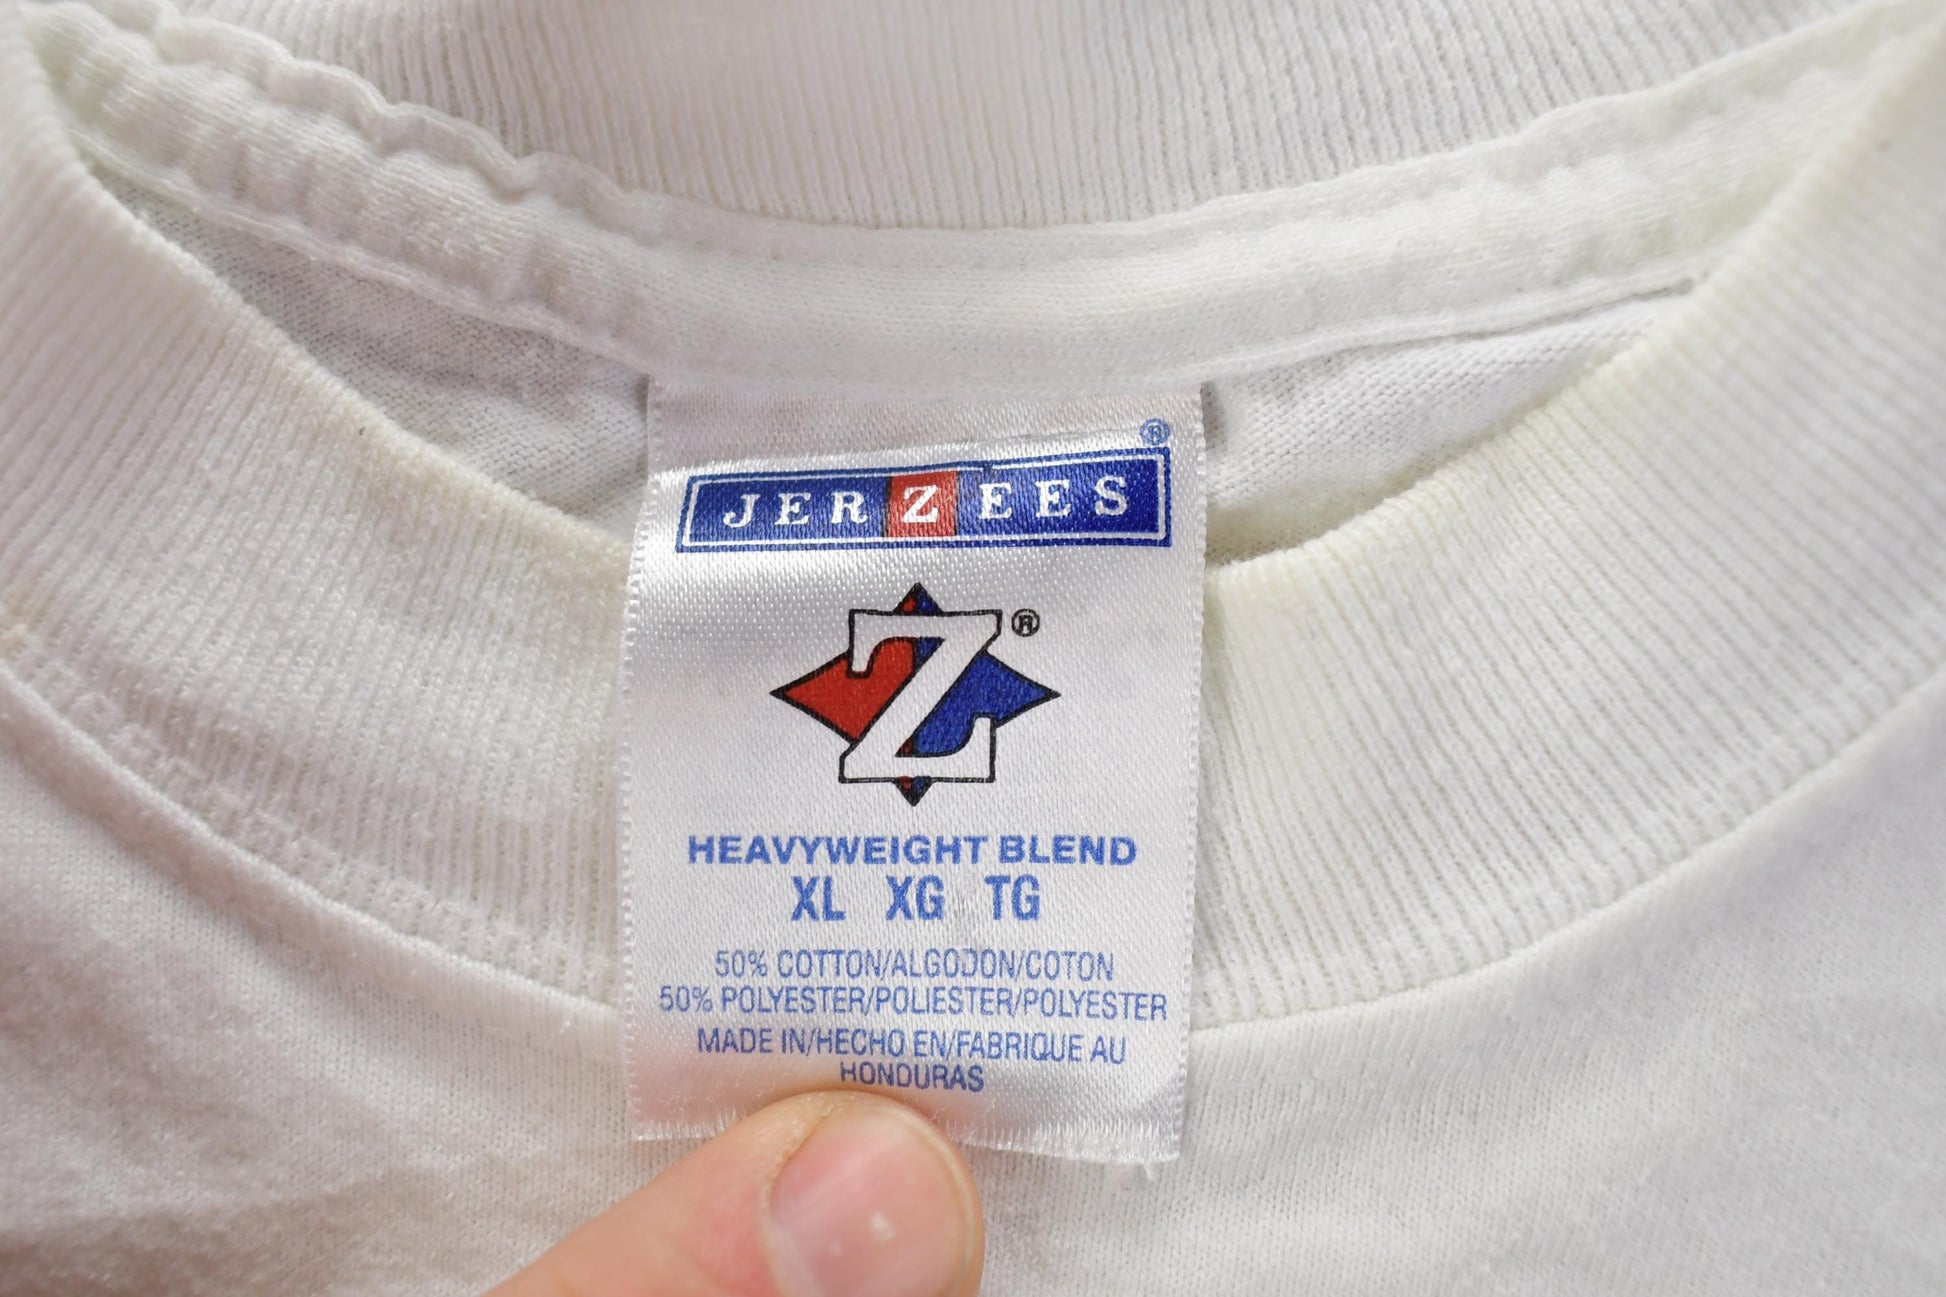 JERZEES®
Z®
HEAVYWEIGHT BLEND
XL XG TG
50% COTTON/ALGODON/COTON
50% POLYESTER/POLIESTER/POLYESTER
MADE IN/HECHO EN/FABRIQUE AU
HONDURAS